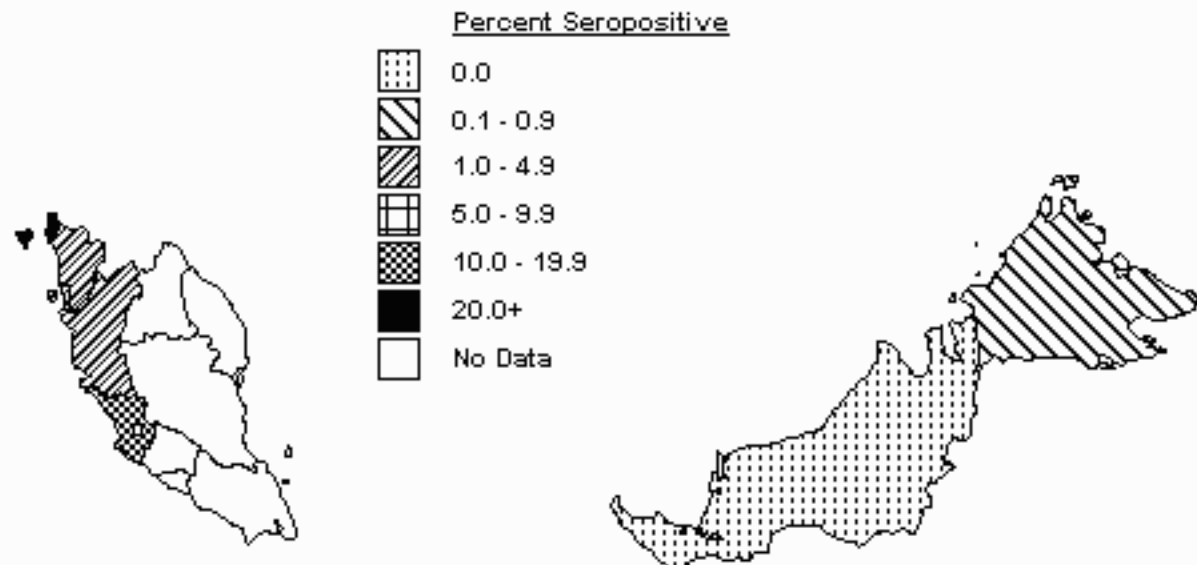 Percent Seropositive
0.0
0.1 - 0.9
1.0 - 4.9
5.0 - 9.9
10.0 - 19.9
20.0+
No Data